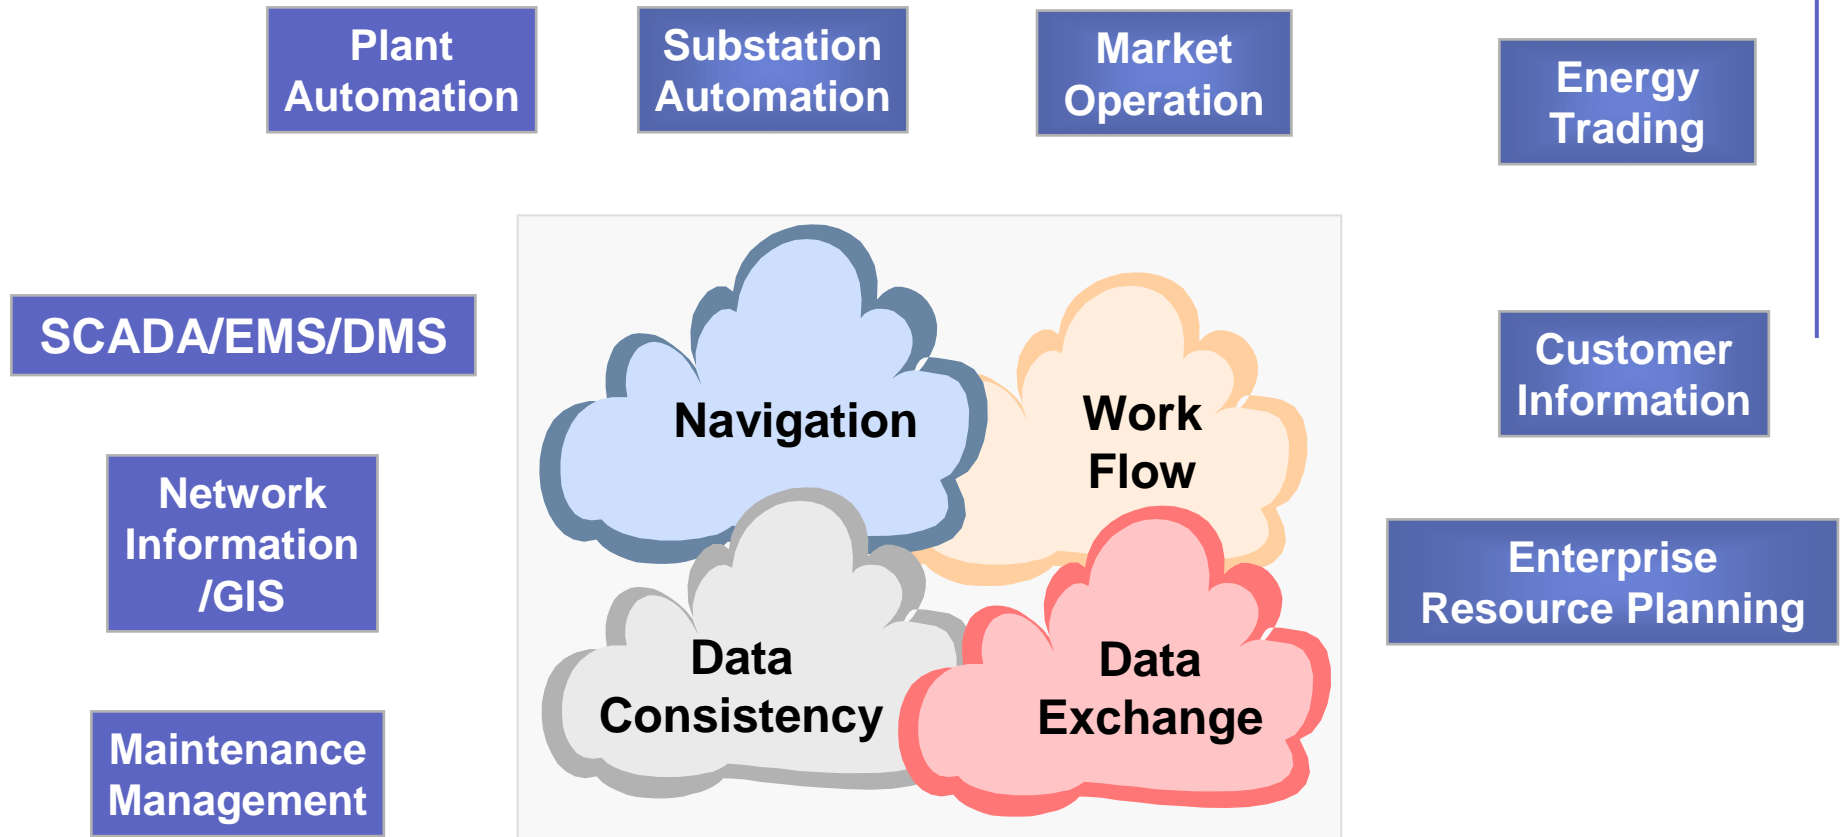 Plant
Automation
Substation
Automation
Market
Operation
Energy
Trading
SCADA/EMS/DMS
Customer
Information
Navigation
Work
Flow
Network
Information
/GIS
Enterprise
Resource Planning
Data
Consistency
Data
Exchange
Maintenance
Management